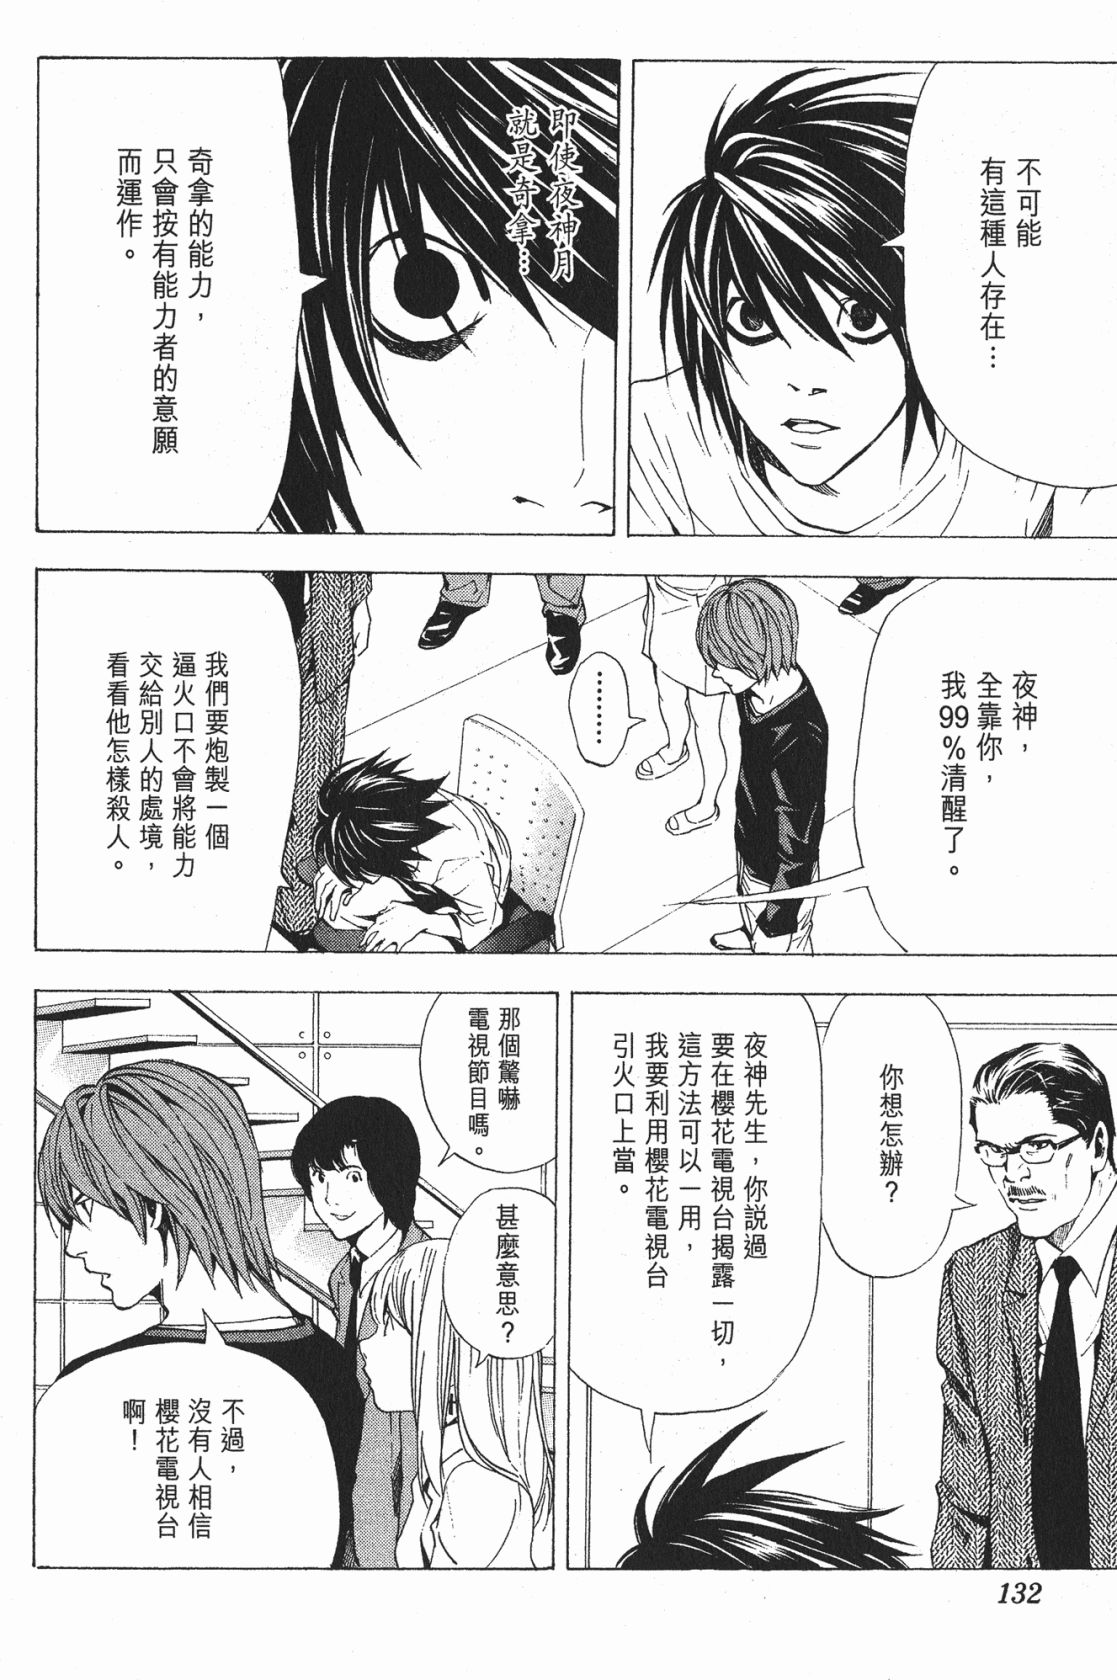 不可能
有這種人存在…
即使夜神月
就是奇拿…
奇拿的能力，
只會按有能力者的意願
而運作。
夜神，
全靠你，
我99%清醒了。
………
我們要炮製一個
逼火口不會將能力
交給別人的處境，
看看他怎樣殺人。
你想怎辦？
夜神先生，你說過
要在櫻花電視台揭露一切，
這方法可以一用，
我要利用櫻花電視台
引火口上當。
那個驚嚇
電視節目嗎。
甚麼意思？
不過，
沒有人相信
櫻花電視台
啊！
132